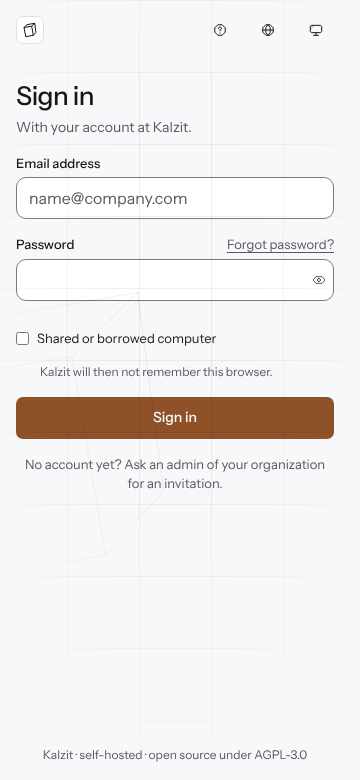 Sign in
With your account at Kalzit.
Email address
name@company.com
Password
Forgot password?
Shared or borrowed computer
Kalzit will then not remember this browser.
Sign in
No account yet? Ask an admin of your organization
for an invitation.
Kalzit · self-hosted · open source under AGPL-3.0